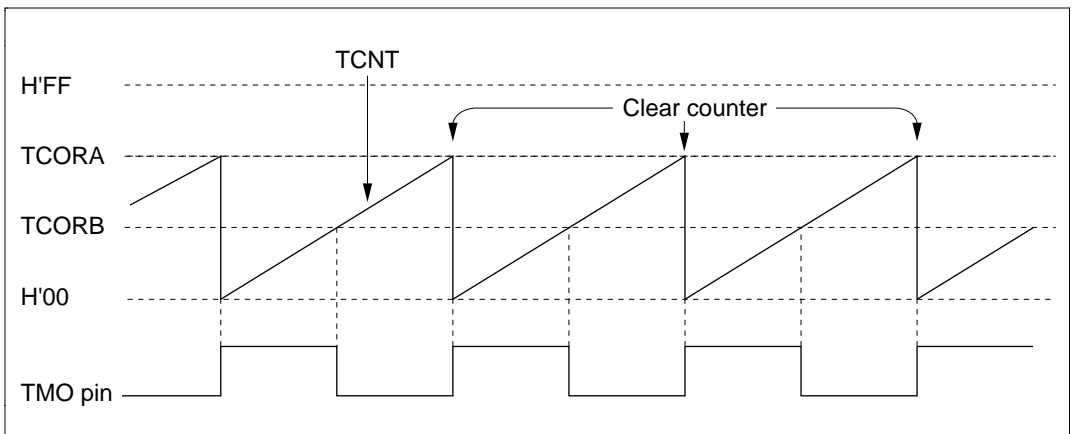 TCNT
H'FF
Clear counter
TCORA
TCORB
H'00
TMO pin